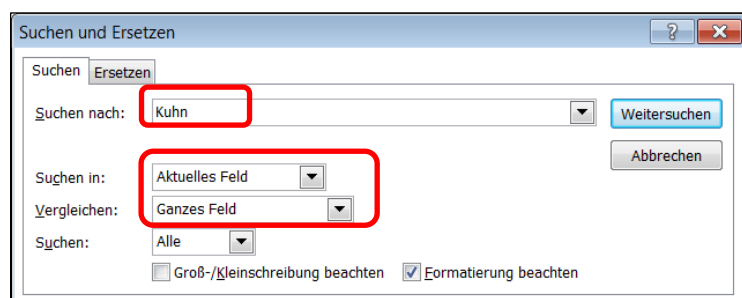 Suchen und Ersetzen
Suchen Ersetzen
Suchen nach: Kuhn Weitersuchen
Abbrechen
Suchen in: Aktuelles Feld
Vergleichen: Ganzes Feld
Suchen: Alle
Groß-/Kleinschreibung beachten Formatierung beachten